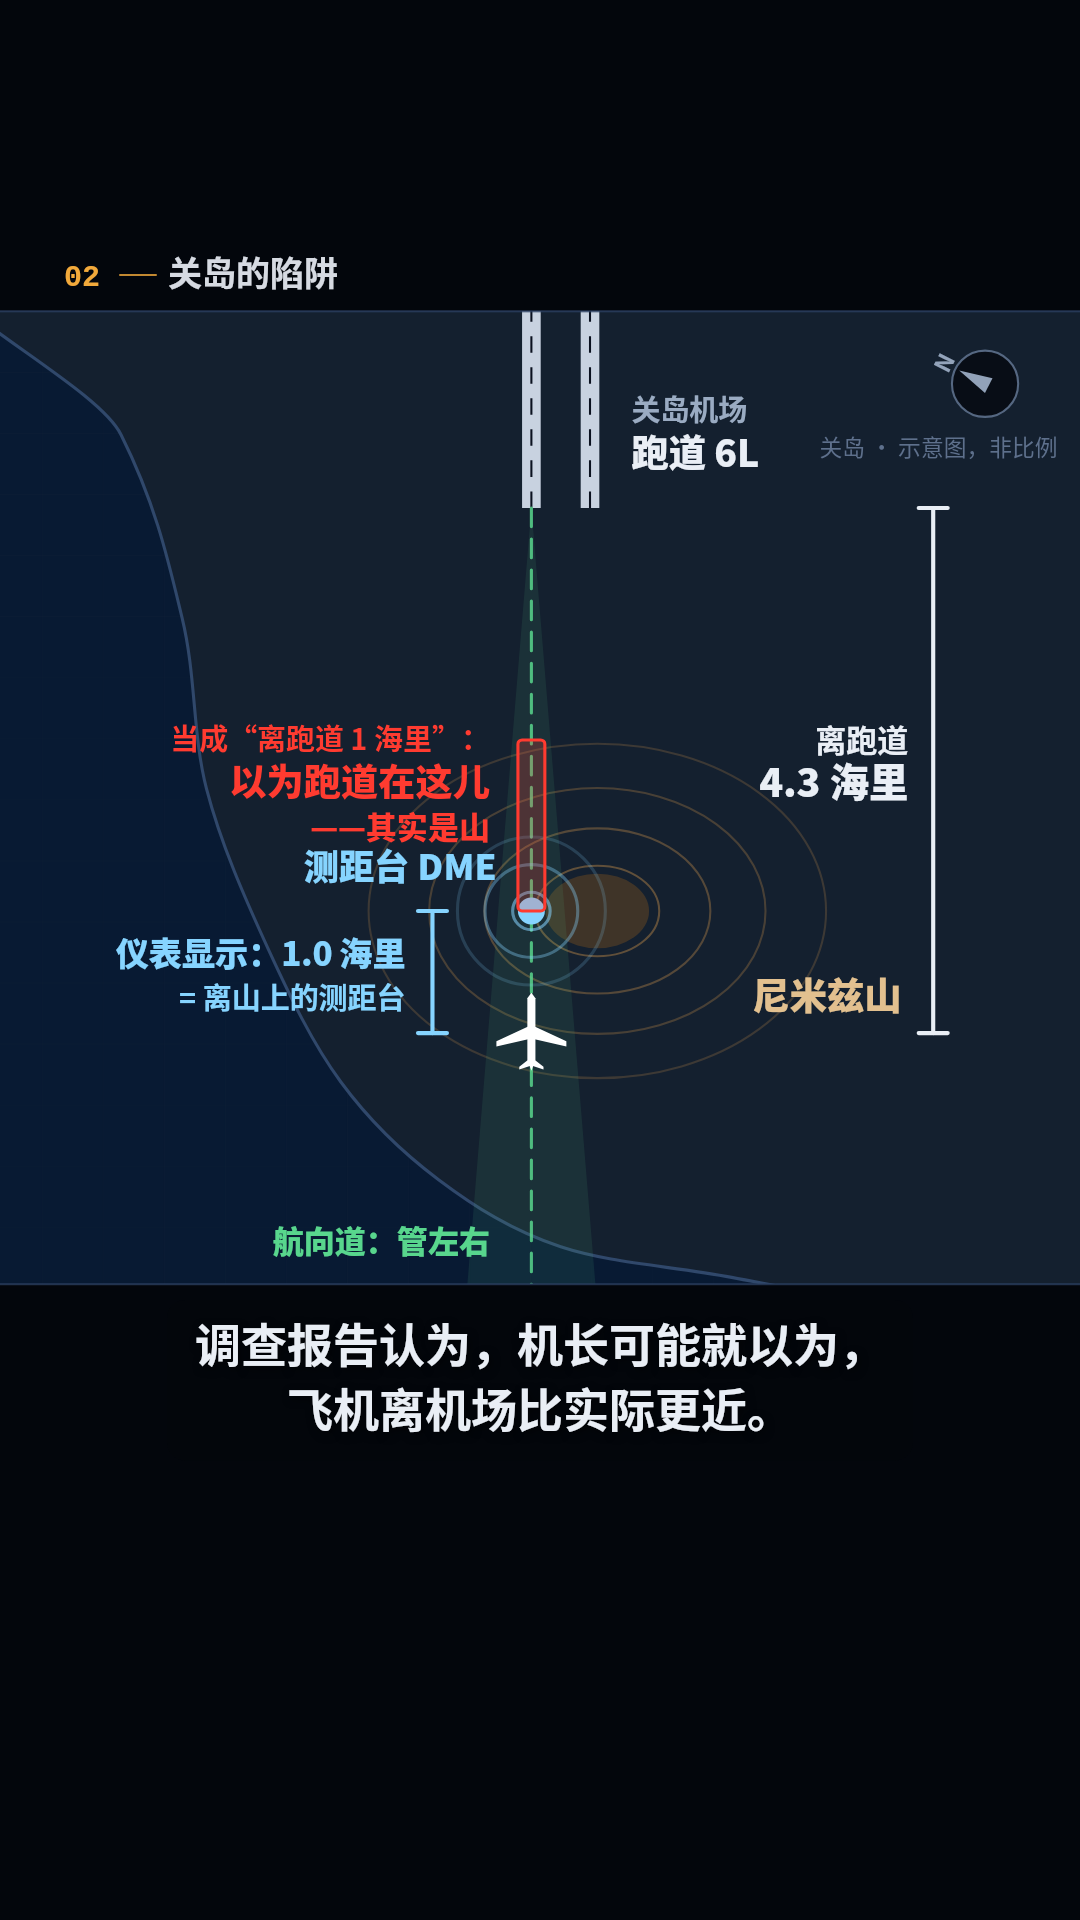 02 — 关岛的陷阱
N
关岛机场
跑道 6L
关岛 · 示意图，非比例
当成“离跑道 1 海里”：
以为跑道在这儿
——其实是山
测距台 DME
离跑道
4.3 海里
仪表显示：1.0 海里
= 离山上的测距台
尼米兹山
航向道：管左右
调查报告认为，机长可能就以为，
飞机离机场比实际更近。